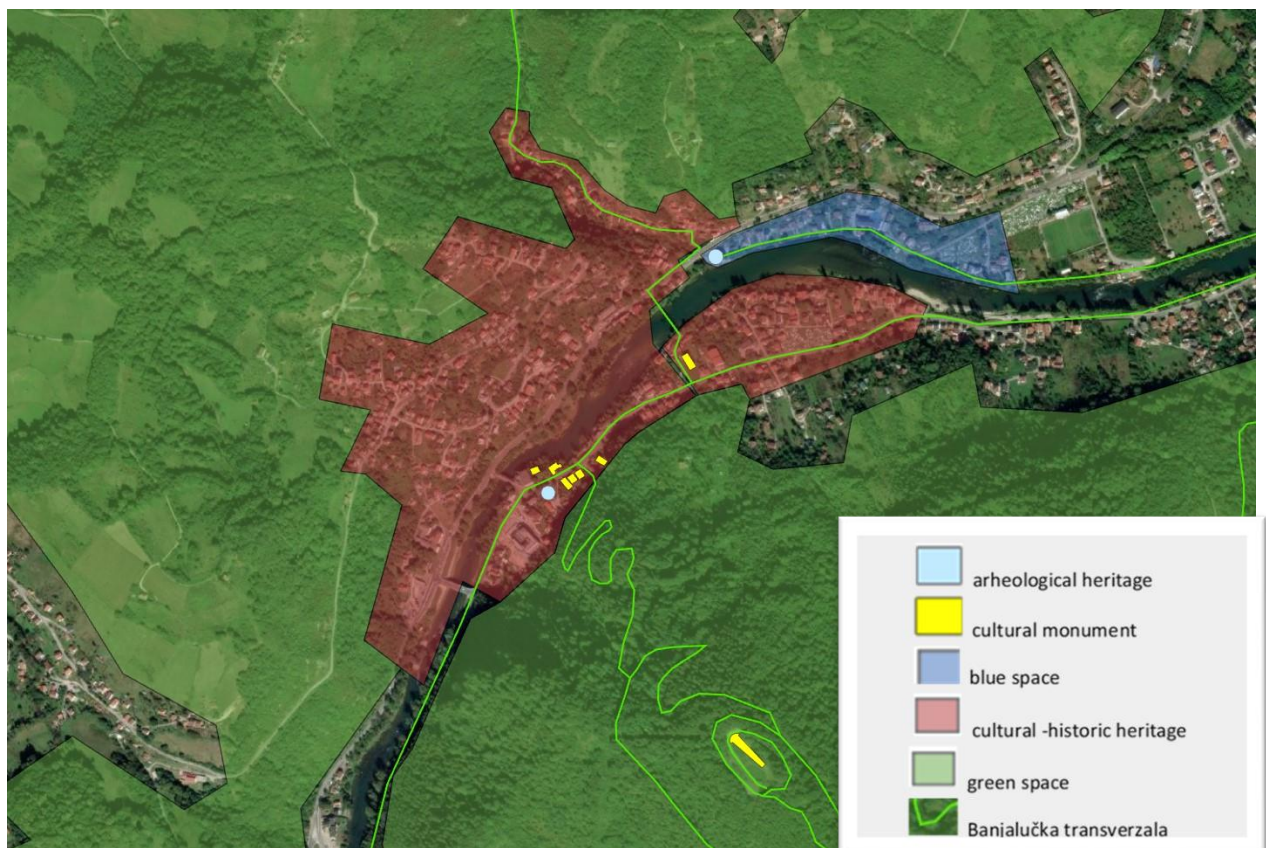 arheological heritage
cultural monument
blue space
cultural -historic heritage
green space
Banjalučka transverzala